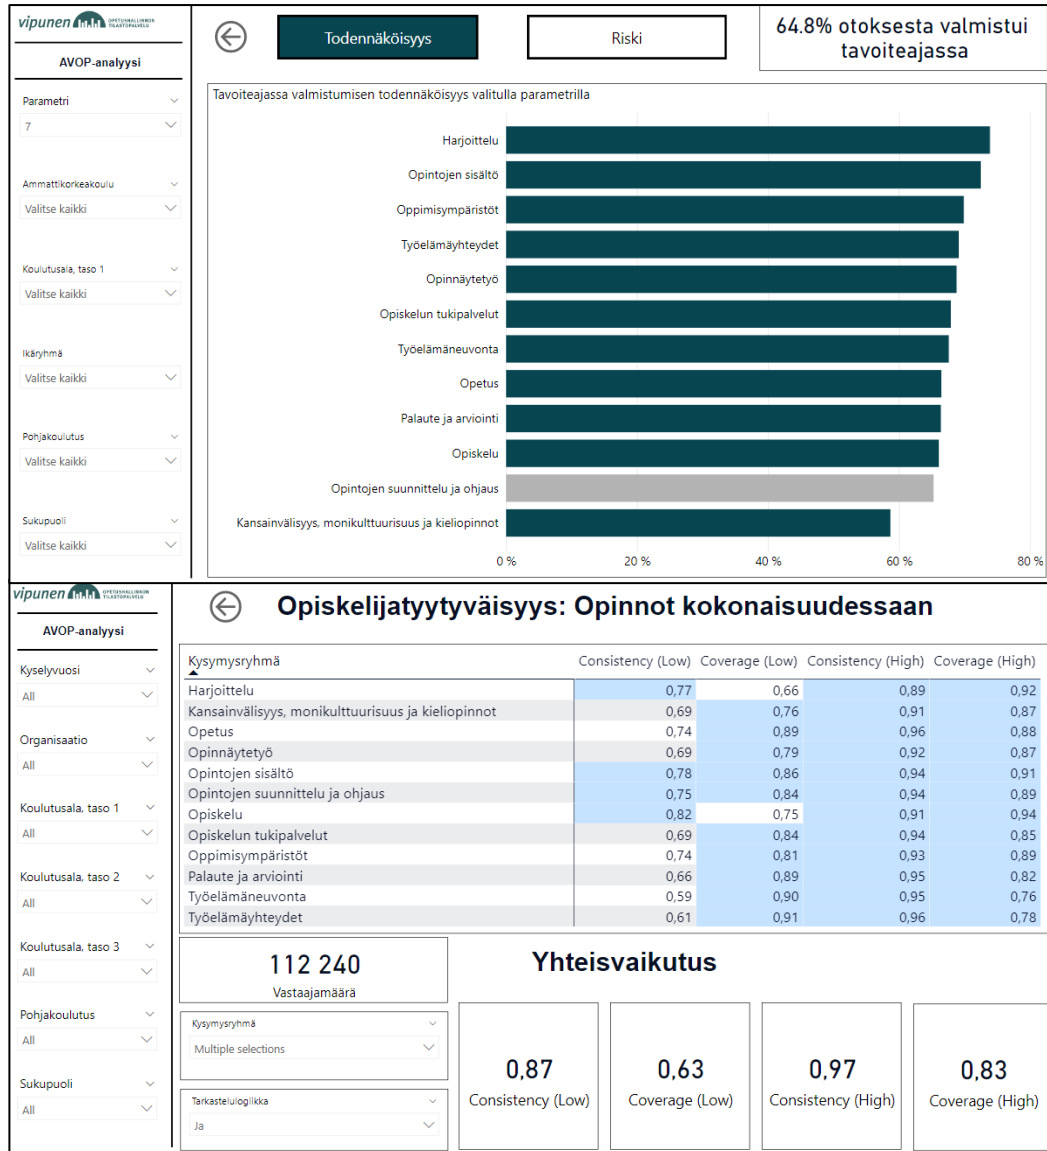 vipunen OPETUSHALLINNON TILASTOPALVELU
AVOP-analyysi
Parametri
7
Ammattikorkeakoulu
Valitse kaikki
Koulutusala, taso 1
Valitse kaikki
Ikäryhmä
Valitse kaikki
Pohjakoulutus
Valitse kaikki
Sukupuoli
Valitse kaikki
Todennäköisyys
Riski
64.8% otoksesta valmistui
tavoiteajassa
Tavoiteajassa valmistumisen todennäköisyys valitulla parametrilla
Harjoittelu
Opintojen sisältö
Oppimisympäristöt
Työelämäyhteydet
Opinnäytetyö
Opiskelun tukipalvelut
Työelämäneuvonta
Opetus
Palaute ja arviointi
Opiskelu
Opintojen suunnittelu ja ohjaus
Kansainvälisyys, monikulttuurisuus ja kieliopinnot
0 % 20 % 40 % 60 % 80 %
vipunen OPETUSHALLINNON TILASTOPALVELU
AVOP-analyysi
Kyselyvuosi
All
Organisaatio
All
Koulutusala, taso 1
All
Koulutusala, taso 2
All
Koulutusala, taso 3
All
Pohjakoulutus
All
Sukupuoli
All
Opiskelijatyytyväisyys: Opinnot kokonaisuudessaan
Kysymysryhmä Consistency (Low) Coverage (Low) Consistency (High) Coverage (High)
Harjoittelu 0,77 0,66 0,89 0,92
Kansainvälisyys, monikulttuurisuus ja kieliopinnot 0,69 0,76 0,91 0,87
Opetus 0,74 0,89 0,96 0,88
Opinnäytetyö 0,69 0,79 0,92 0,87
Opintojen sisältö 0,78 0,86 0,94 0,91
Opintojen suunnittelu ja ohjaus 0,75 0,84 0,94 0,89
Opiskelu 0,82 0,75 0,91 0,94
Opiskelun tukipalvelut 0,69 0,84 0,94 0,85
Oppimisympäristöt 0,74 0,81 0,93 0,89
Palaute ja arviointi 0,66 0,89 0,95 0,82
Työelämäneuvonta 0,59 0,90 0,95 0,76
Työelämäyhteydet 0,61 0,91 0,96 0,78
112 240
Vastaajamäärä
Kysymysryhmä
Multiple selections
Tarkastelulogiikka
Ja
Yhteisvaikutus
0,87 0,63 0,97 0,83
Consistency (Low) Coverage (Low) Consistency (High) Coverage (High)